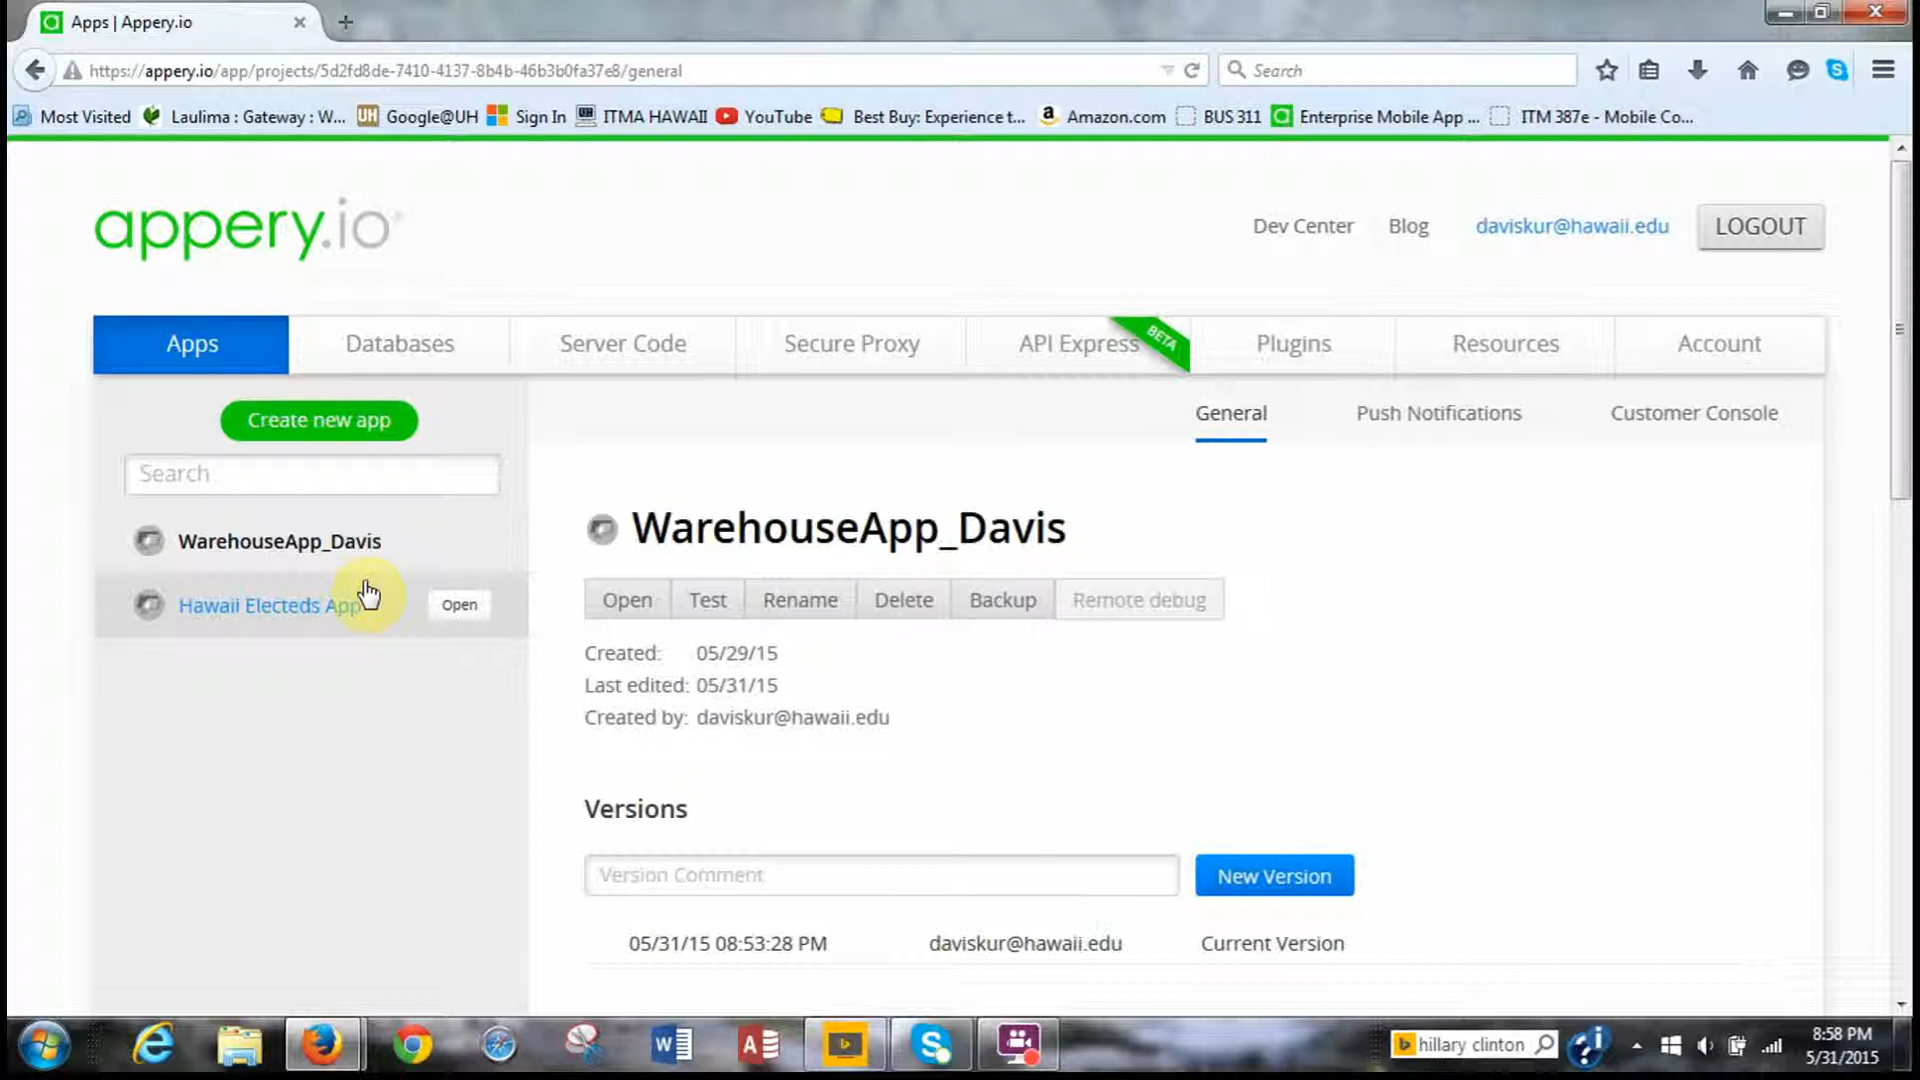 Apps | Appery.io
https://appery.io/app/projects/5d2fd8de-7410-4137-8b4b-46b3b0fa37e8/general
Search
Most Visited Laulima : Gateway : W... Google@UH Sign In ITMA HAWAII YouTube Best Buy: Experience t... Amazon.com BUS 311 Enterprise Mobile App ... ITM 387e - Mobile Co...
appery.io
Dev Center Blog daviskur@hawaii.edu LOGOUT
Apps Databases Server Code Secure Proxy API Express BETA Plugins Resources Account
Create new app
General Push Notifications Customer Console
Search
WarehouseApp_Davis
Hawaii Electeds App Open
WarehouseApp_Davis
Open Test Rename Delete Backup Remote debug
Created: 05/29/15
Last edited: 05/31/15
Created by: daviskur@hawaii.edu
Versions
Version Comment New Version
05/31/15 08:53:28 PM daviskur@hawaii.edu Current Version
hillary clinton
8:58 PM
5/31/2015